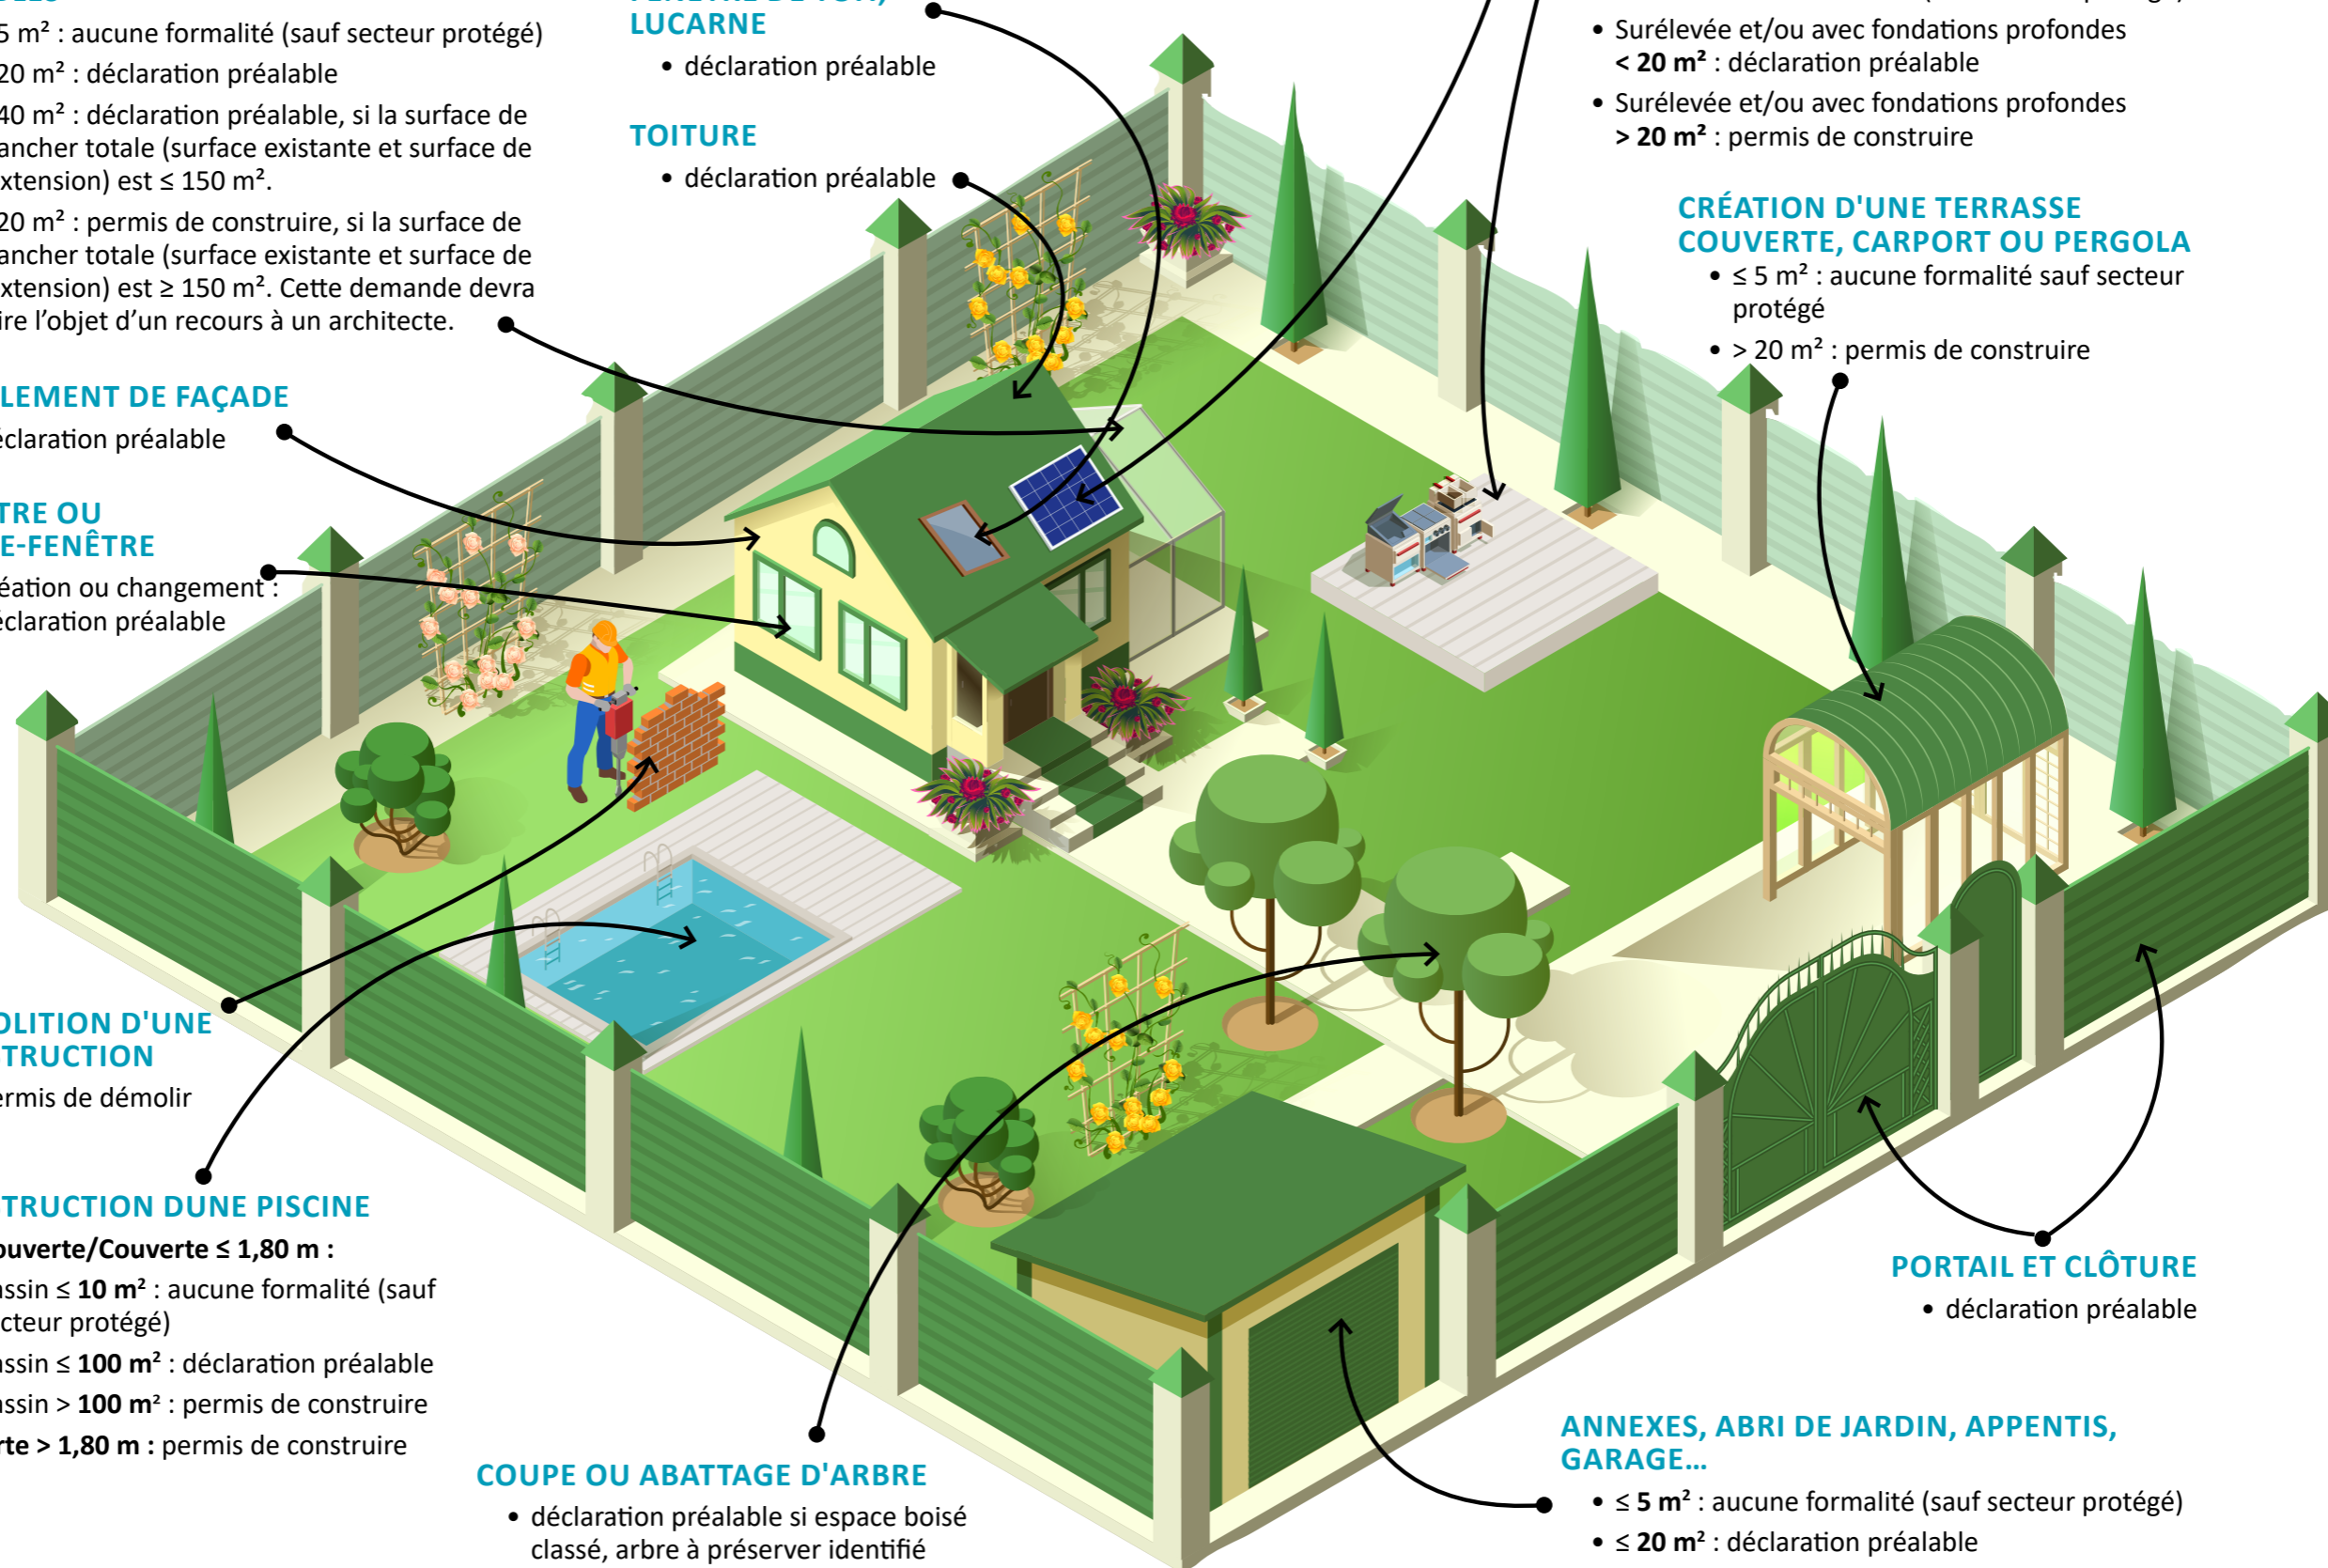 5 m² : aucune formalité (sauf secteur protégé)
20 m² : déclaration préalable
40 m² : déclaration préalable, si la surface de
ancher totale (surface existante et surface de
xtension) est ≤ 150 m².
20 m² : permis de construire, si la surface de
ancher totale (surface existante et surface de
xtension) est ≥ 150 m². Cette demande devra
ire l’objet d’un recours à un architecte.
LEMENT DE FAÇADE
éclaration préalable
TRE OU
E-FENÊTRE
éation ou changement :
éclaration préalable
OLITION D'UNE
TRUCTION
ermis de démolir
STRUCTION DUNE PISCINE
ouverte/Couverte ≤ 1,80 m :
assin ≤ 10 m² : aucune formalité (sauf
cteur protégé)
assin ≤ 100 m² : déclaration préalable
assin > 100 m² : permis de construire
rte > 1,80 m : permis de construire
LUCARNE
• déclaration préalable
TOITURE
• déclaration préalable
• Surélevée et/ou avec fondations profondes
< 20 m² : déclaration préalable
• Surélevée et/ou avec fondations profondes
> 20 m² : permis de construire
CRÉATION D'UNE TERRASSE
COUVERTE, CARPORT OU PERGOLA
• ≤ 5 m² : aucune formalité sauf secteur
protégé
• > 20 m² : permis de construire
PORTAIL ET CLÔTURE
• déclaration préalable
COUPE OU ABATTAGE D'ARBRE
• déclaration préalable si espace boisé
classé, arbre à préserver identifié
ANNEXES, ABRI DE JARDIN, APPENTIS,
GARAGE…
• ≤ 5 m² : aucune formalité (sauf secteur protégé)
• ≤ 20 m² : déclaration préalable